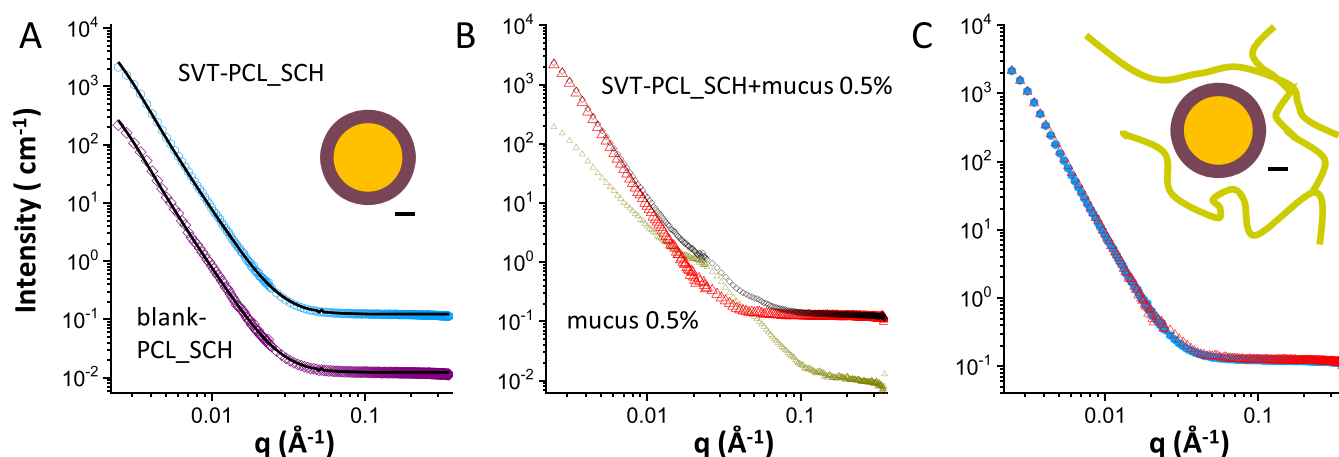 A
B
C
Intensity ( cm⁻¹)
10⁴
10³
10²
10¹
10⁰
10⁻¹
10⁻²
SVT-PCL_SCH
blank-
PCL_SCH
0.01
0.1
q (Å⁻¹)
10⁴
10³
10²
10¹
10⁰
10⁻¹
10⁻²
SVT-PCL_SCH+mucus 0.5%
mucus 0.5%
0.01
0.1
q (Å⁻¹)
10⁴
10³
10²
10¹
10⁰
10⁻¹
0.01
0.1
q (Å⁻¹)